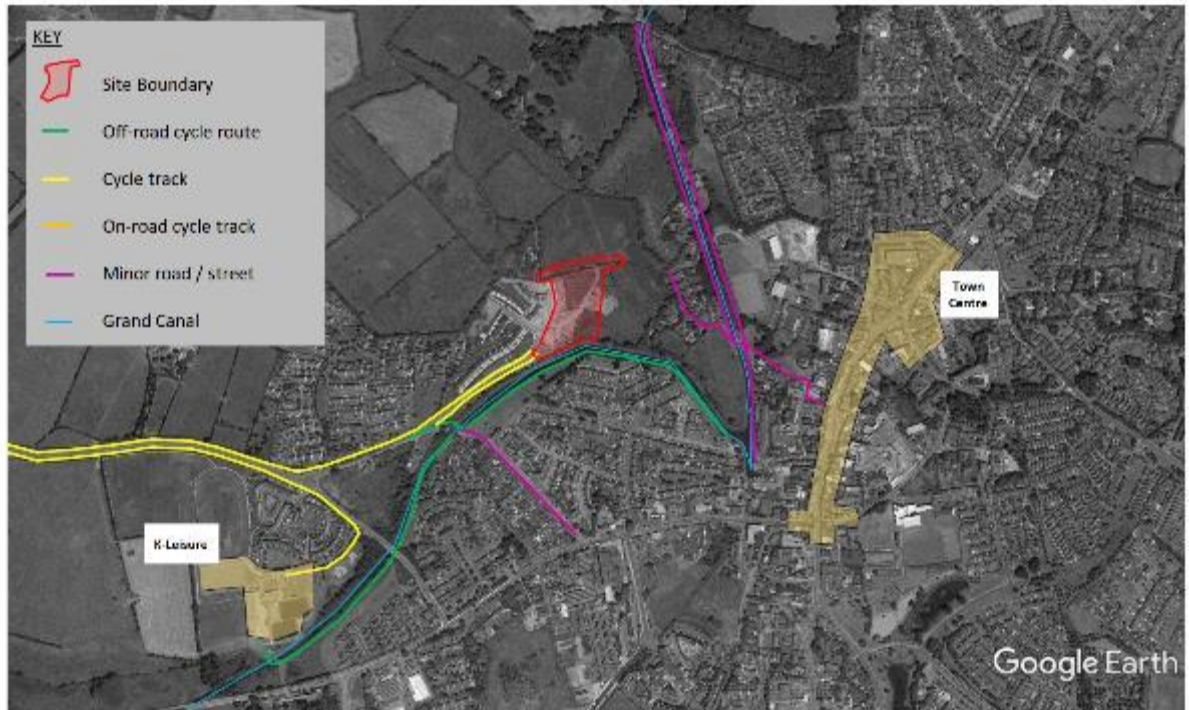 KEY
Site Boundary
Off-road cycle route
Cycle track
On-road cycle track
Minor road / street
Grand Canal
Town
Centre
K-Leisure
Google Earth